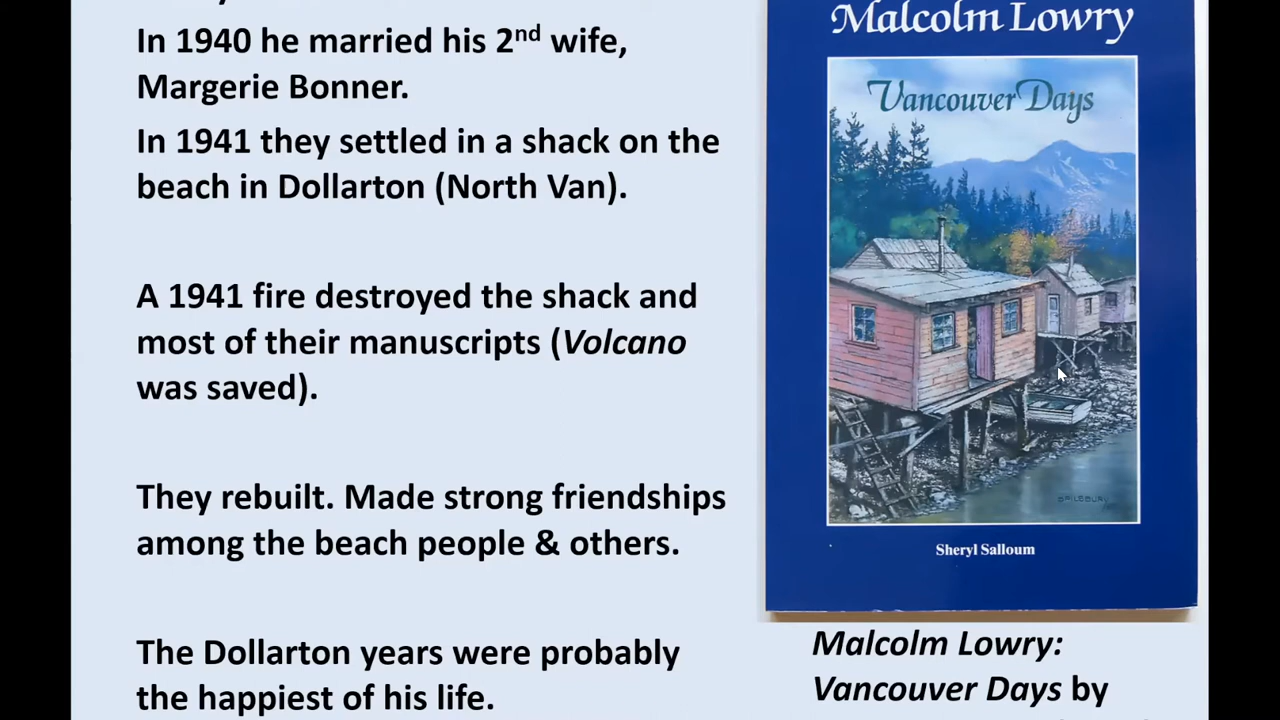 In 1940 he married his 2nd wife,
Margerie Bonner.
In 1941 they settled in a shack on the
beach in Dollarton (North Van).
A 1941 fire destroyed the shack and
most of their manuscripts (Volcano
was saved).
They rebuilt. Made strong friendships
among the beach people & others.
The Dollarton years were probably
the happiest of his life.
Malcolm Lowry
Vancouver Days
SPILSBURY
Sheryl Salloum
Malcolm Lowry:
Vancouver Days by